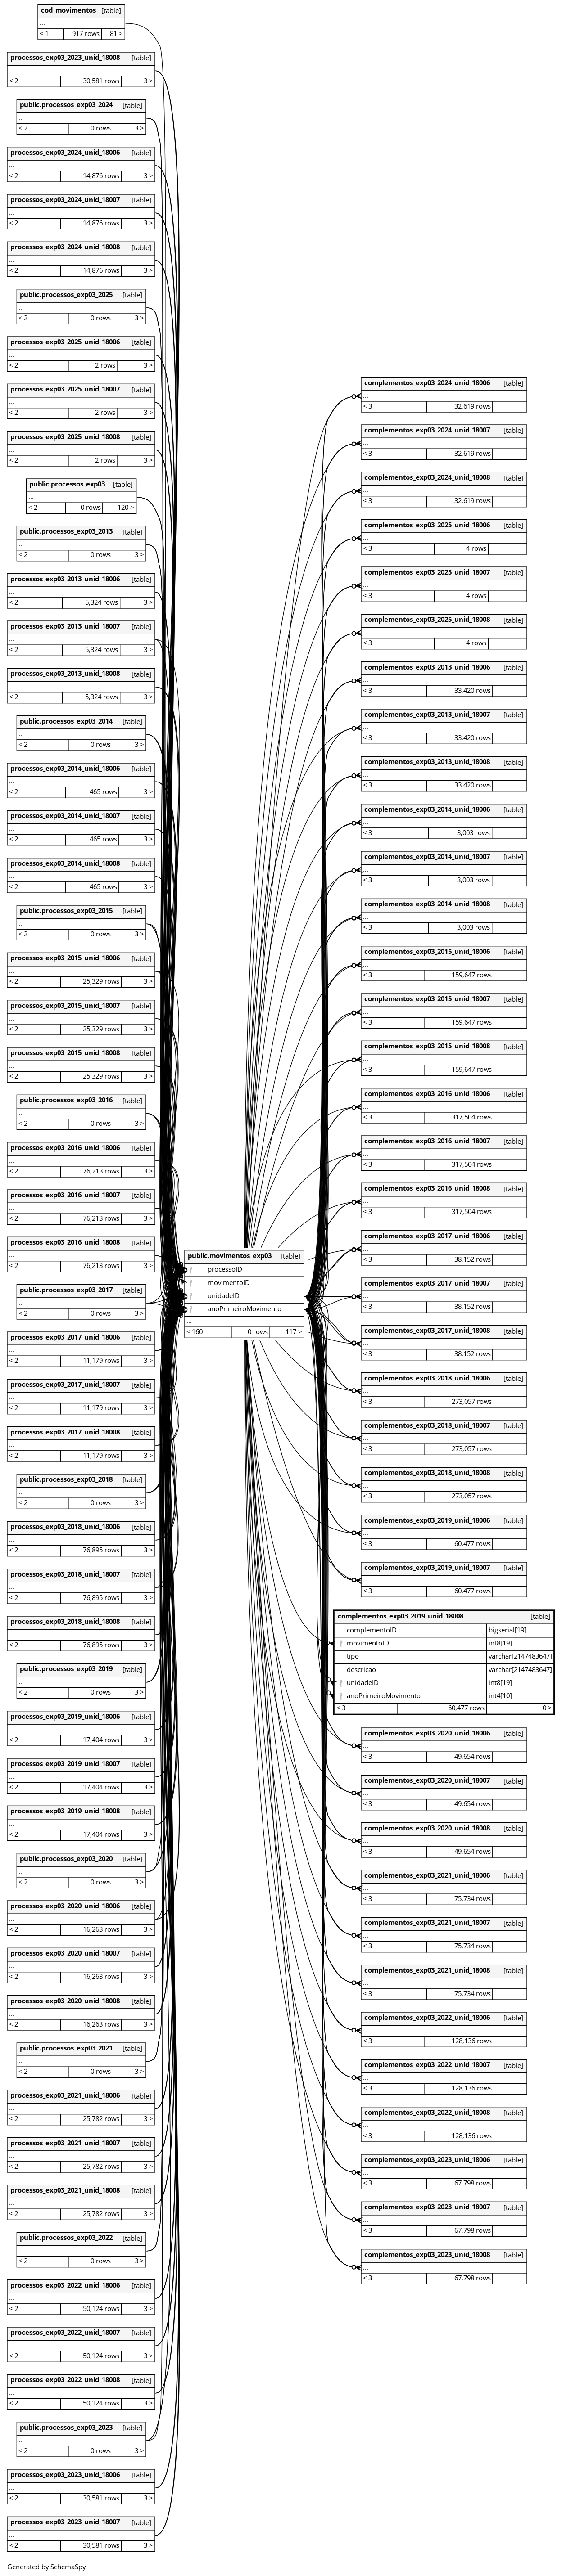 cod_movimentos [table]
...
< 1 917 rows 81 >
processos_exp03_2023_unid_18008 [table]
...
< 2 30,581 rows 3 >
public.processos_exp03_2024 [table]
...
< 2 0 rows 3 >
processos_exp03_2024_unid_18006 [table]
...
< 2 14,876 rows 3 >
processos_exp03_2024_unid_18007 [table]
...
< 2 14,876 rows 3 >
processos_exp03_2024_unid_18008 [table]
...
< 2 14,876 rows 3 >
public.processos_exp03_2025 [table]
...
< 2 0 rows 3 >
processos_exp03_2025_unid_18006 [table]
...
< 2 2 rows 3 >
processos_exp03_2025_unid_18007 [table]
...
< 2 2 rows 3 >
processos_exp03_2025_unid_18008 [table]
...
< 2 2 rows 3 >
public.processos_exp03 [table]
...
< 2 0 rows 120 >
public.processos_exp03_2013 [table]
...
< 2 0 rows 3 >
processos_exp03_2013_unid_18006 [table]
...
< 2 5,324 rows 3 >
processos_exp03_2013_unid_18007 [table]
...
< 2 5,324 rows 3 >
processos_exp03_2013_unid_18008 [table]
...
< 2 5,324 rows 3 >
public.processos_exp03_2014 [table]
...
< 2 0 rows 3 >
processos_exp03_2014_unid_18006 [table]
...
< 2 465 rows 3 >
processos_exp03_2014_unid_18007 [table]
...
< 2 465 rows 3 >
processos_exp03_2014_unid_18008 [table]
...
< 2 465 rows 3 >
public.processos_exp03_2015 [table]
...
< 2 0 rows 3 >
processos_exp03_2015_unid_18006 [table]
...
< 2 25,329 rows 3 >
processos_exp03_2015_unid_18007 [table]
...
< 2 25,329 rows 3 >
processos_exp03_2015_unid_18008 [table]
...
< 2 25,329 rows 3 >
public.processos_exp03_2016 [table]
...
< 2 0 rows 3 >
processos_exp03_2016_unid_18006 [table]
...
< 2 76,213 rows 3 >
processos_exp03_2016_unid_18007 [table]
...
< 2 76,213 rows 3 >
processos_exp03_2016_unid_18008 [table]
...
< 2 76,213 rows 3 >
public.processos_exp03_2017 [table]
...
< 2 0 rows 3 >
processos_exp03_2017_unid_18006 [table]
...
< 2 11,179 rows 3 >
processos_exp03_2017_unid_18007 [table]
...
< 2 11,179 rows 3 >
processos_exp03_2017_unid_18008 [table]
...
< 2 11,179 rows 3 >
public.processos_exp03_2018 [table]
...
< 2 0 rows 3 >
processos_exp03_2018_unid_18006 [table]
...
< 2 76,895 rows 3 >
processos_exp03_2018_unid_18007 [table]
...
< 2 76,895 rows 3 >
processos_exp03_2018_unid_18008 [table]
...
< 2 76,895 rows 3 >
public.processos_exp03_2019 [table]
...
< 2 0 rows 3 >
processos_exp03_2019_unid_18006 [table]
...
< 2 17,404 rows 3 >
processos_exp03_2019_unid_18007 [table]
...
< 2 17,404 rows 3 >
processos_exp03_2019_unid_18008 [table]
...
< 2 17,404 rows 3 >
public.processos_exp03_2020 [table]
...
< 2 0 rows 3 >
processos_exp03_2020_unid_18006 [table]
...
< 2 16,263 rows 3 >
processos_exp03_2020_unid_18007 [table]
...
< 2 16,263 rows 3 >
processos_exp03_2020_unid_18008 [table]
...
< 2 16,263 rows 3 >
public.processos_exp03_2021 [table]
...
< 2 0 rows 3 >
processos_exp03_2021_unid_18006 [table]
...
< 2 25,782 rows 3 >
processos_exp03_2021_unid_18007 [table]
...
< 2 25,782 rows 3 >
processos_exp03_2021_unid_18008 [table]
...
< 2 25,782 rows 3 >
public.processos_exp03_2022 [table]
...
< 2 0 rows 3 >
processos_exp03_2022_unid_18006 [table]
...
< 2 50,124 rows 3 >
processos_exp03_2022_unid_18007 [table]
...
< 2 50,124 rows 3 >
processos_exp03_2022_unid_18008 [table]
...
< 2 50,124 rows 3 >
public.processos_exp03_2023 [table]
...
< 2 0 rows 3 >
processos_exp03_2023_unid_18006 [table]
...
< 2 30,581 rows 3 >
processos_exp03_2023_unid_18007 [table]
...
< 2 30,581 rows 3 >
public.movimentos_exp03 [table]
processoID
movimentoID
unidadeID
anoPrimeiroMovimento
...
< 160 0 rows 117 >
complementos_exp03_2024_unid_18006 [table]
...
< 3 32,619 rows
complementos_exp03_2024_unid_18007 [table]
...
< 3 32,619 rows
complementos_exp03_2024_unid_18008 [table]
...
< 3 32,619 rows
complementos_exp03_2025_unid_18006 [table]
...
< 3 4 rows
complementos_exp03_2025_unid_18007 [table]
...
< 3 4 rows
complementos_exp03_2025_unid_18008 [table]
...
< 3 4 rows
complementos_exp03_2013_unid_18006 [table]
...
< 3 33,420 rows
complementos_exp03_2013_unid_18007 [table]
...
< 3 33,420 rows
complementos_exp03_2013_unid_18008 [table]
...
< 3 33,420 rows
complementos_exp03_2014_unid_18006 [table]
...
< 3 3,003 rows
complementos_exp03_2014_unid_18007 [table]
...
< 3 3,003 rows
complementos_exp03_2014_unid_18008 [table]
...
< 3 3,003 rows
complementos_exp03_2015_unid_18006 [table]
...
< 3 159,647 rows
complementos_exp03_2015_unid_18007 [table]
...
< 3 159,647 rows
complementos_exp03_2015_unid_18008 [table]
...
< 3 159,647 rows
complementos_exp03_2016_unid_18006 [table]
...
< 3 317,504 rows
complementos_exp03_2016_unid_18007 [table]
...
< 3 317,504 rows
complementos_exp03_2016_unid_18008 [table]
...
< 3 317,504 rows
complementos_exp03_2017_unid_18006 [table]
...
< 3 38,152 rows
complementos_exp03_2017_unid_18007 [table]
...
< 3 38,152 rows
complementos_exp03_2017_unid_18008 [table]
...
< 3 38,152 rows
complementos_exp03_2018_unid_18006 [table]
...
< 3 273,057 rows
complementos_exp03_2018_unid_18007 [table]
...
< 3 273,057 rows
complementos_exp03_2018_unid_18008 [table]
...
< 3 273,057 rows
complementos_exp03_2019_unid_18006 [table]
...
< 3 60,477 rows
complementos_exp03_2019_unid_18007 [table]
...
< 3 60,477 rows
complementos_exp03_2019_unid_18008 [table]
complementoID bigserial[19]
movimentoID int8[19]
tipo varchar[2147483647]
descricao varchar[2147483647]
unidadeID int8[19]
anoPrimeiroMovimento int4[10]
< 3 60,477 rows 0 >
complementos_exp03_2020_unid_18006 [table]
...
< 3 49,654 rows
complementos_exp03_2020_unid_18007 [table]
...
< 3 49,654 rows
complementos_exp03_2020_unid_18008 [table]
...
< 3 49,654 rows
complementos_exp03_2021_unid_18006 [table]
...
< 3 75,734 rows
complementos_exp03_2021_unid_18007 [table]
...
< 3 75,734 rows
complementos_exp03_2021_unid_18008 [table]
...
< 3 75,734 rows
complementos_exp03_2022_unid_18006 [table]
...
< 3 128,136 rows
complementos_exp03_2022_unid_18007 [table]
...
< 3 128,136 rows
complementos_exp03_2022_unid_18008 [table]
...
< 3 128,136 rows
complementos_exp03_2023_unid_18006 [table]
...
< 3 67,798 rows
complementos_exp03_2023_unid_18007 [table]
...
< 3 67,798 rows
complementos_exp03_2023_unid_18008 [table]
...
< 3 67,798 rows
Generated by SchemaSpy